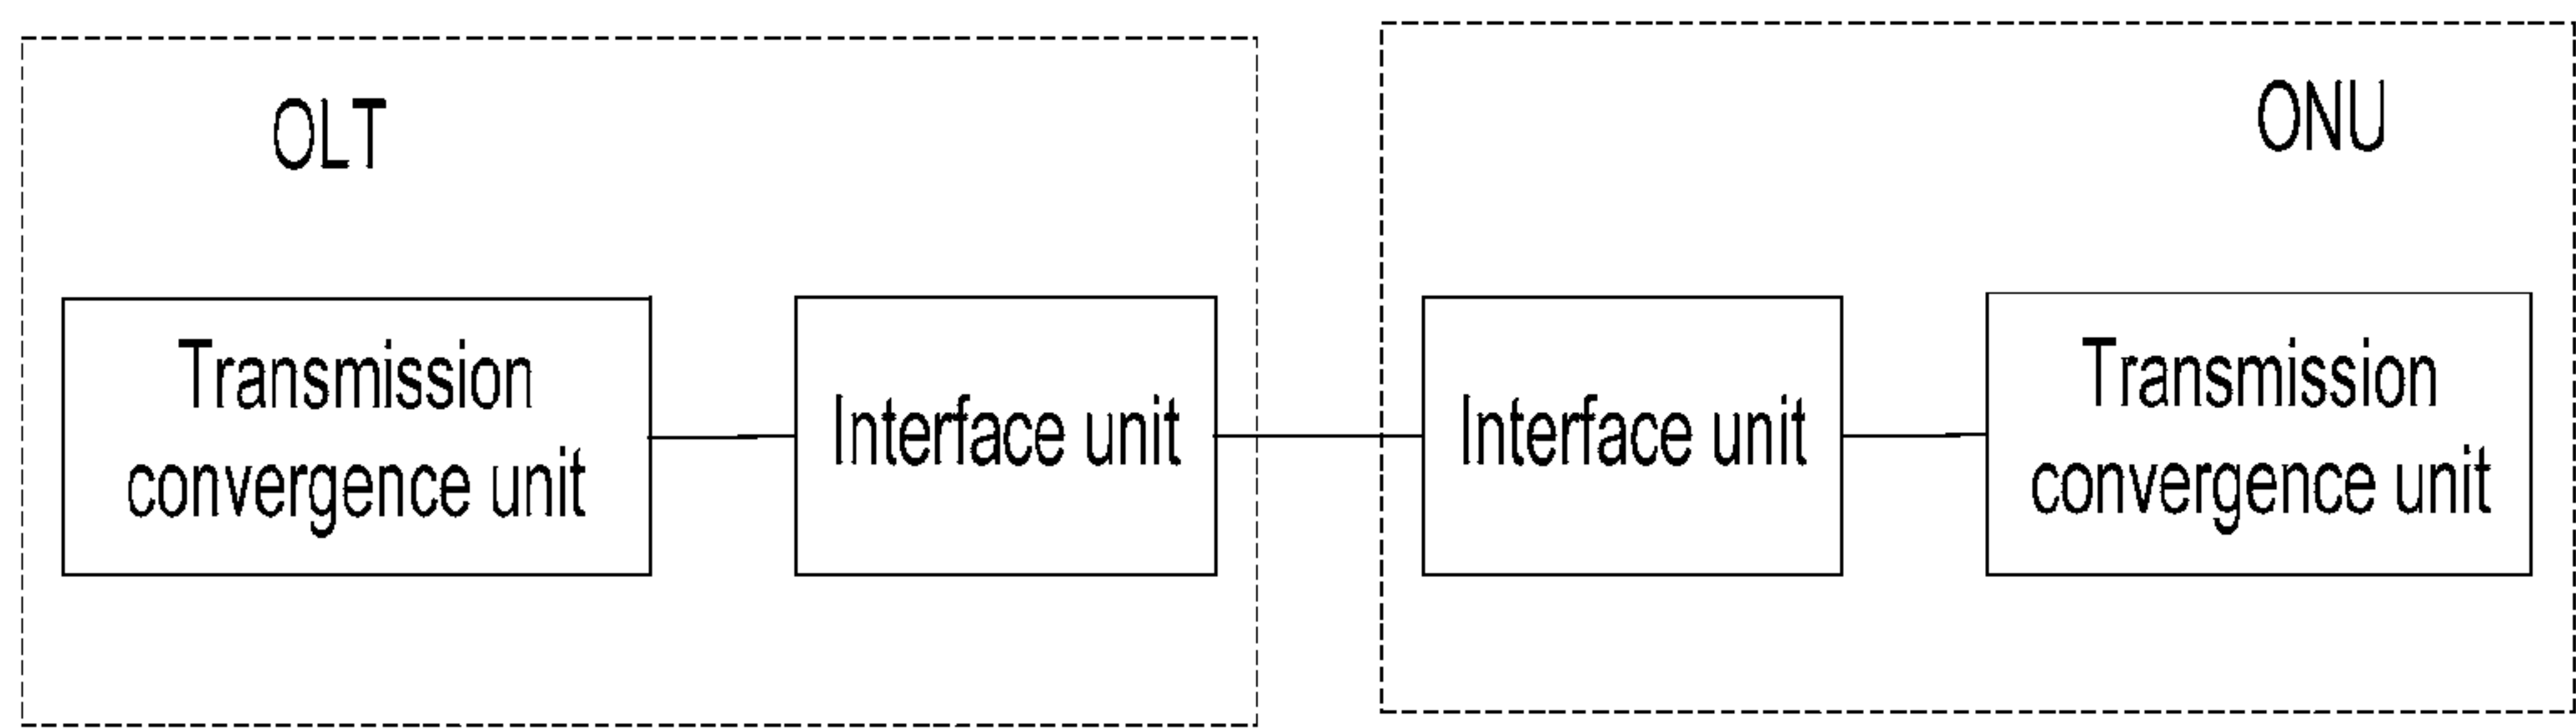 OLT
ONU
Transmission
convergence unit
Interface unit
Interface unit
Transmission
convergence unit